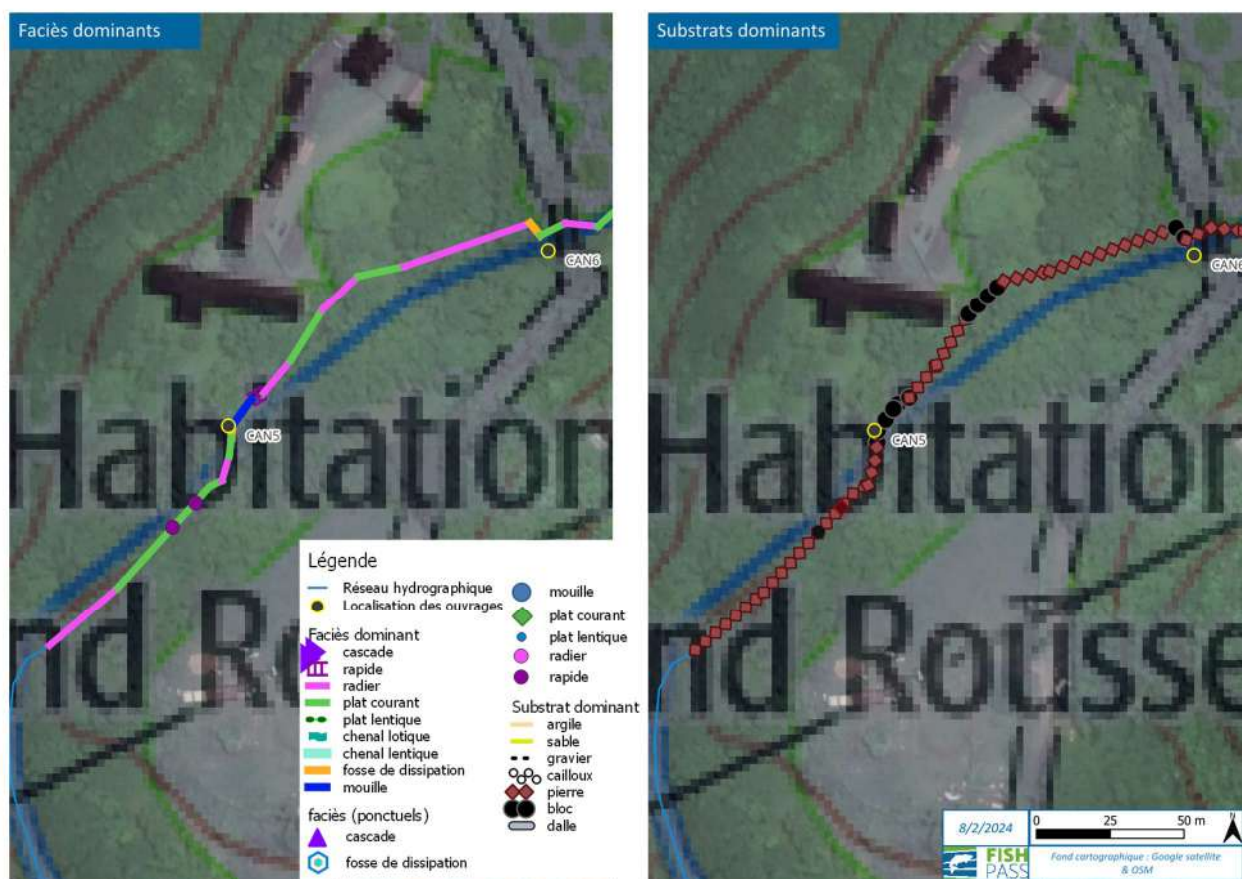 Faciès dominants
Substrats dominants
CAN6
CAN6
CAN5
CAN5
Habitation
Habitation
nd Ro
nd Rousse
Légende
Réseau hydrographique
Localisation des ouvrages
Faciès dominant
cascade
rapide
radier
plat courant
plat lentique
chenal lotique
chenal lentique
fosse de dissipation
mouille
faciès (ponctuels)
cascade
fosse de dissipation
mouille
plat courant
plat lentique
radier
rapide
Substrat dominant
argile
sable
gravier
cailloux
pierre
bloc
dalle
8/2/2024
0 25 50 m
N
FISH
PASS
Fond cartographique : Google satellite
& OSM